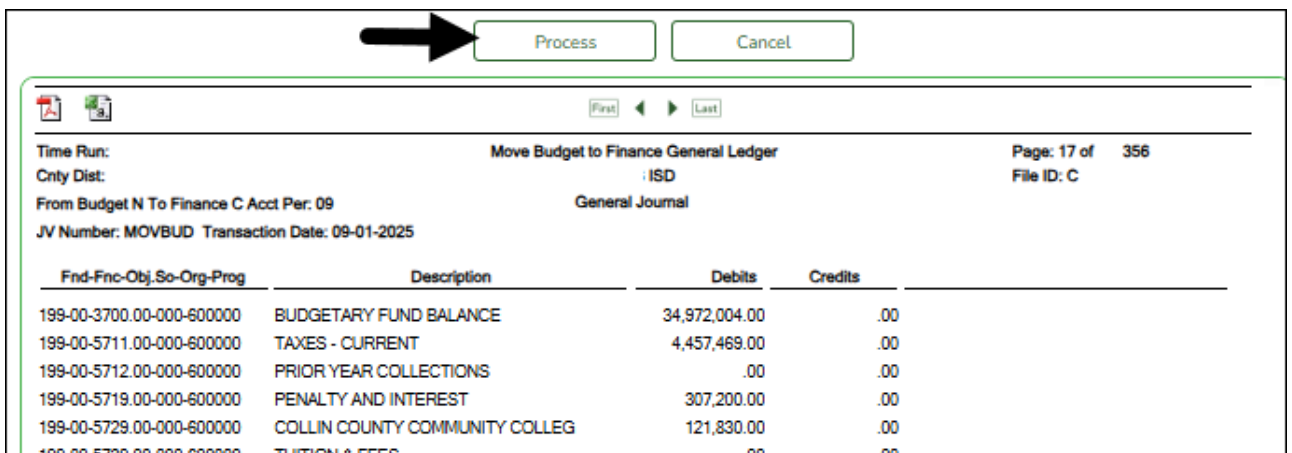 Process Cancel
First Last
Time Run: Move Budget to Finance General Ledger Page: 17 of 356
Cnty Dist: ISD File ID: C
From Budget N To Finance C Acct Per: 09 General Journal
JV Number: MOVBUD Transaction Date: 09-01-2025
Fnd-Fnc-Obj.So-Org-Prog Description Debits Credits
199-00-3700.00-000-600000 BUDGETARY FUND BALANCE 34,972,004.00 .00
199-00-5711.00-000-600000 TAXES - CURRENT 4,457,469.00 .00
199-00-5712.00-000-600000 PRIOR YEAR COLLECTIONS .00 .00
199-00-5719.00-000-600000 PENALTY AND INTEREST 307,200.00 .00
199-00-5729.00-000-600000 COLLIN COUNTY COMMUNITY COLLEG 121,830.00 .00